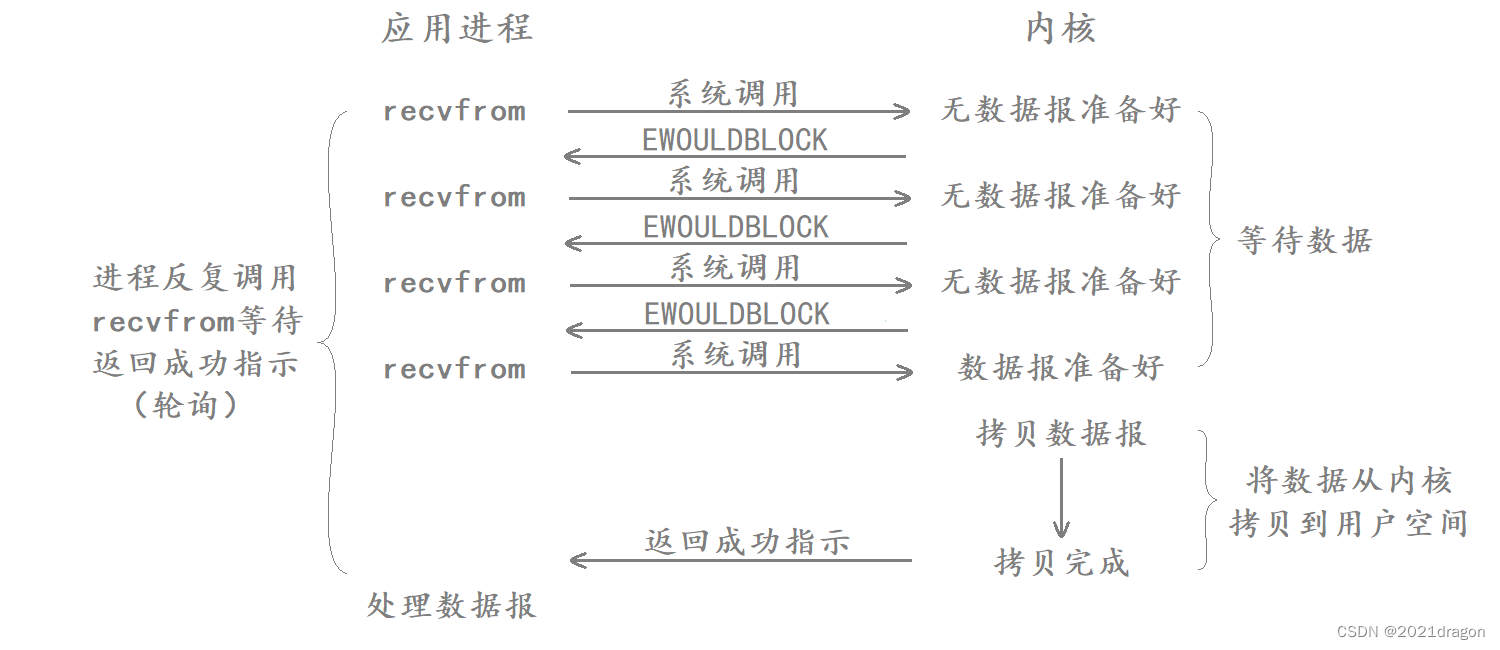 应用进程
内核
recvfrom
系统调用
无数据报准备好
EWOULDBLOCK
recvfrom
系统调用
无数据报准备好
EWOULDBLOCK
等待数据
进程反复调用
recvfrom等待
返回成功指示
（轮询）
recvfrom
系统调用
无数据报准备好
EWOULDBLOCK
recvfrom
系统调用
数据报准备好
拷贝数据报
将数据从内核
拷贝到用户空间
返回成功指示
拷贝完成
处理数据报
CSDN @2021dragon